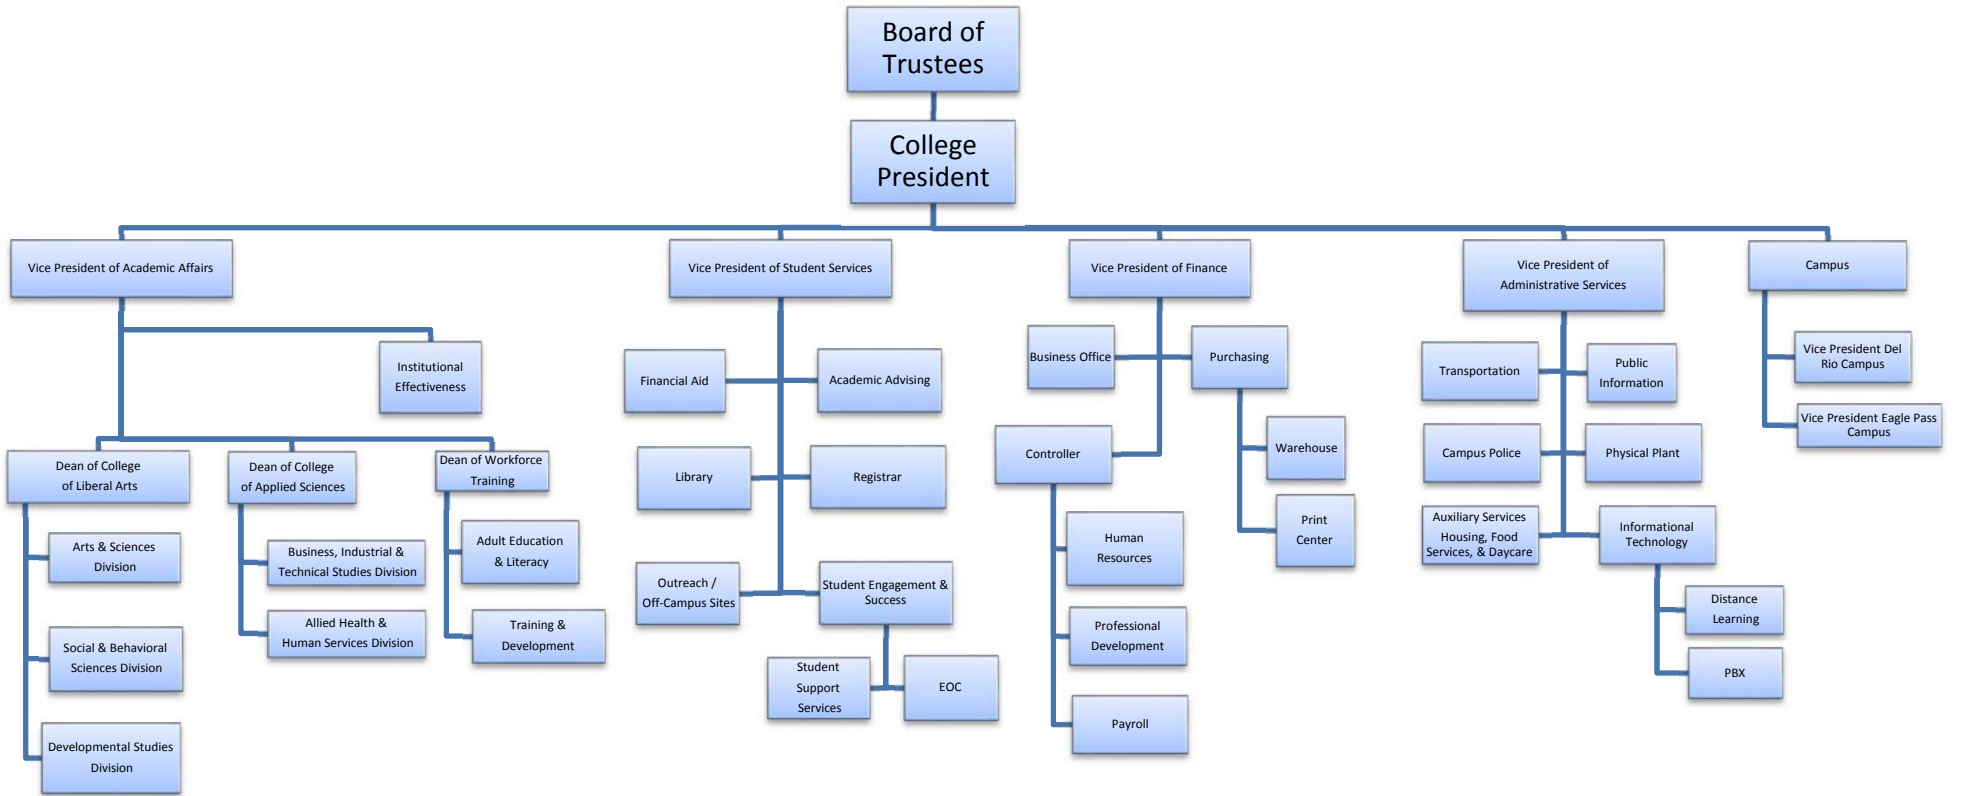 Board of
Trustees
College
President
Vice President of Academic Affairs
Vice President of Student Services
Vice President of Finance
Vice President of
Administrative Services
Campus
Institutional
Effectiveness
Dean of College
of Liberal Arts
Dean of College
of Applied Sciences
Dean of Workforce
Training
Arts & Sciences
Division
Social & Behavioral
Sciences Division
Developmental Studies
Division
Business, Industrial &
Technical Studies Division
Allied Health &
Human Services Division
Adult Education
& Literacy
Training &
Development
Financial Aid
Academic Advising
Library
Registrar
Outreach /
Off-Campus Sites
Student Engagement &
Success
Student
Support
Services
EOC
Business Office
Purchasing
Controller
Warehouse
Print
Center
Human
Resources
Professional
Development
Payroll
Transportation
Public
Information
Campus Police
Physical Plant
Auxiliary Services
Housing, Food
Services, & Daycare
Informational
Technology
Distance
Learning
PBX
Vice President Del
Rio Campus
Vice President Eagle Pass
Campus